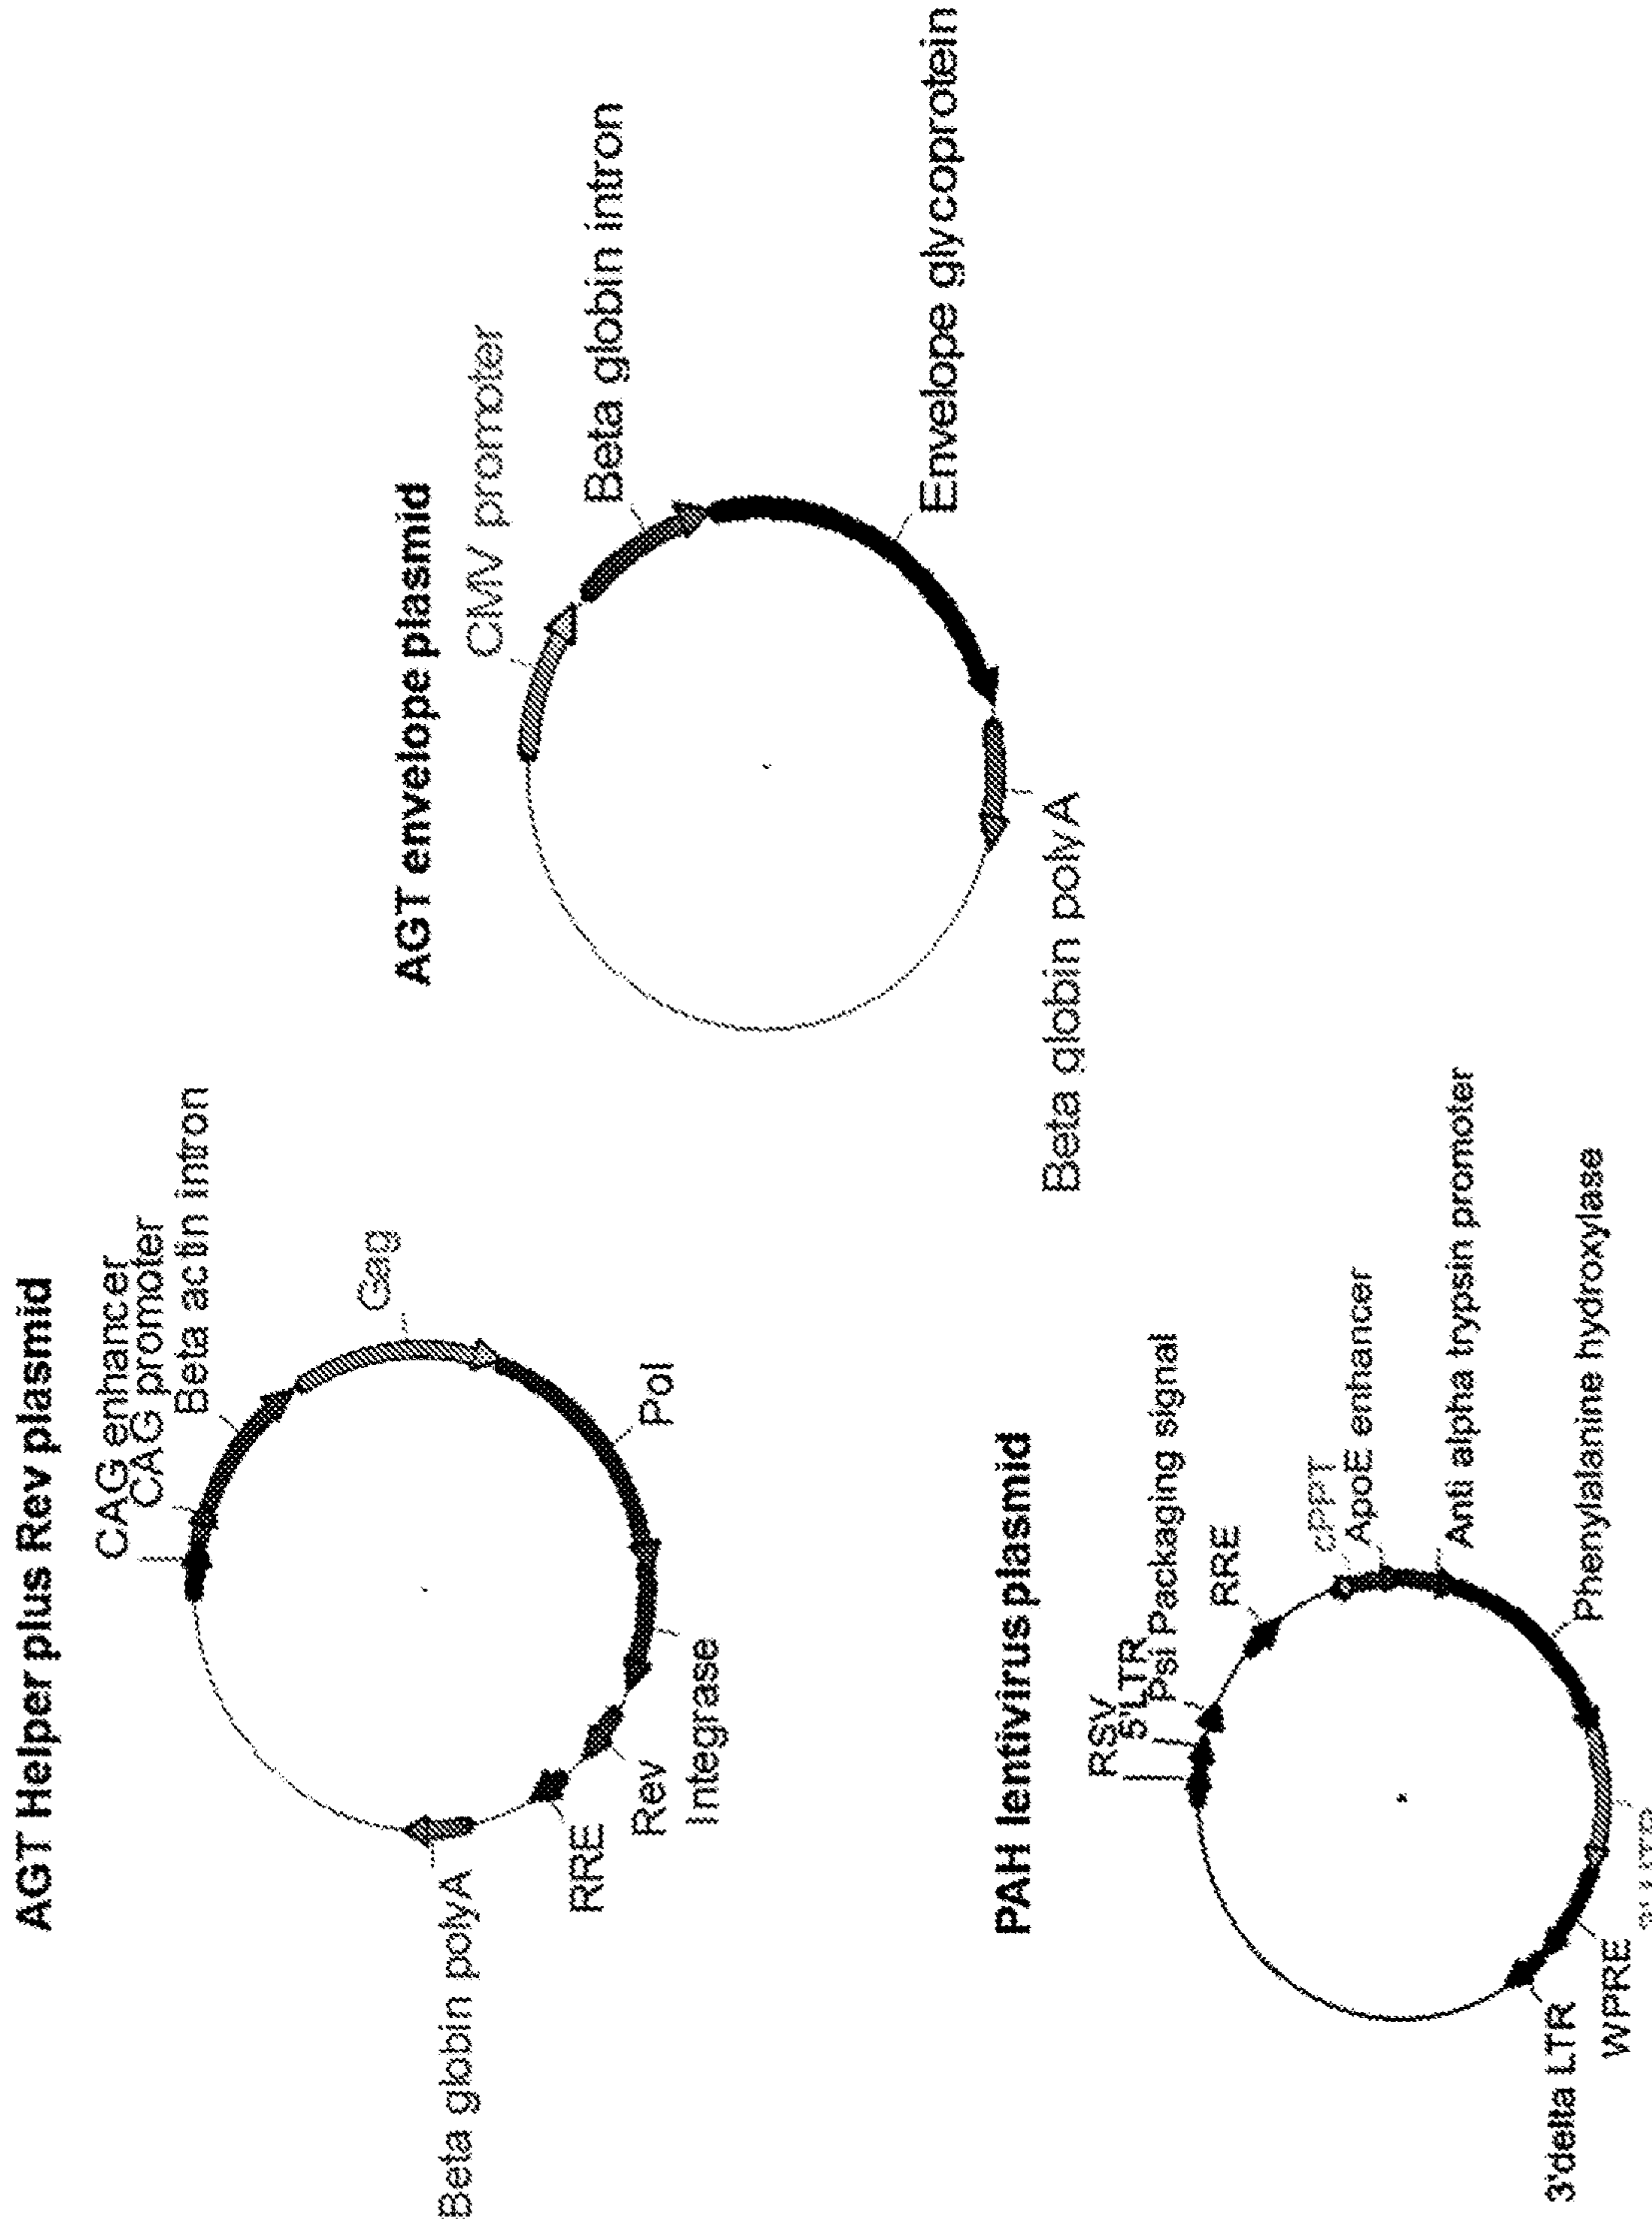 AGT Helper plus Rev plasmid
CAG enhancer
CAG promoter
Beta actin intron
Gag
Pol
Integrase
Rev
RRE
Beta globin polyA
AGT envelope plasmid
CMV promoter
Beta globin intron
Envelope glycoprotein
Beta globin polyA
PAH lentivirus plasmid
RSV
5'LTR
Psi Packaging signal
RRE
cPPT
ApoE enhancer
Anti alpha trypsin promoter
Phenylalanine hydroxylase
WPRE
3'delta LTR